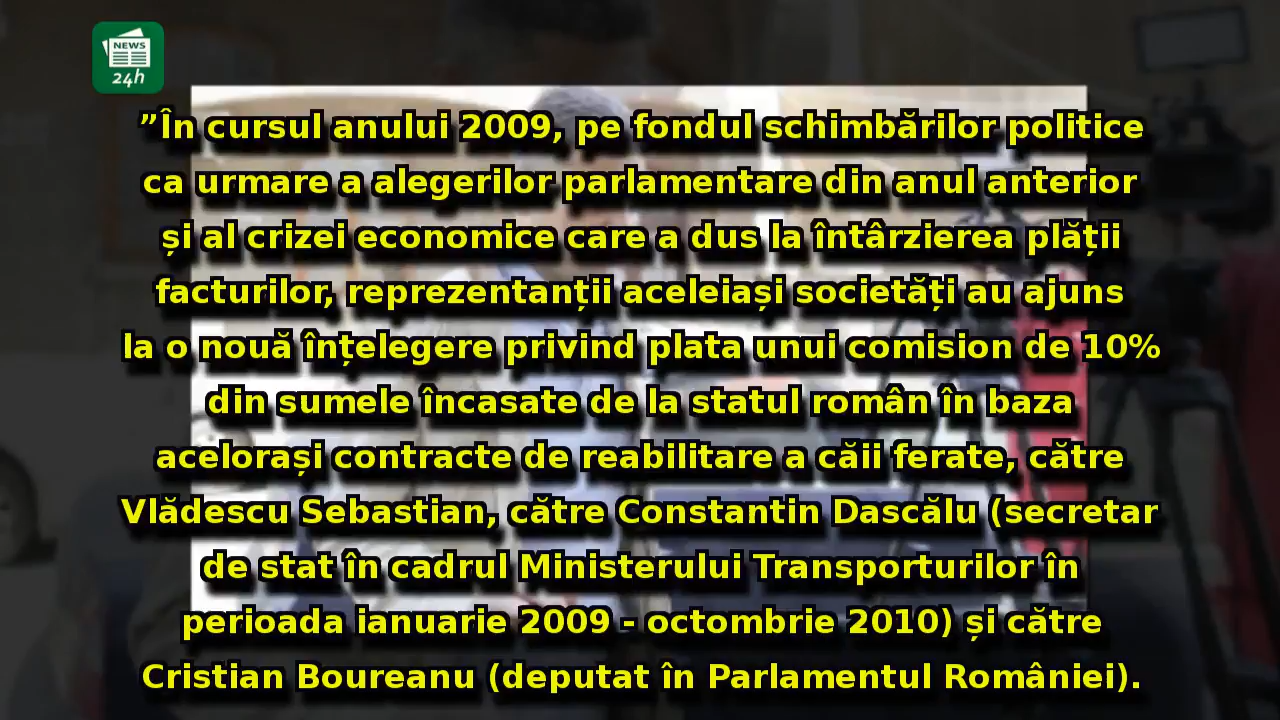 NEWS
24h
”În cursul anului 2009, pe fondul schimbărilor politice
ca urmare a alegerilor parlamentare din anul anterior
și al crizei economice care a dus la întârzierea plății
facturilor, reprezentanții aceleiași societăți au ajuns
la o nouă înțelegere privind plata unui comision de 10%
din sumele încasate de la statul român în baza
acelorași contracte de reabilitare a căii ferate, către
Vlădescu Sebastian, către Constantin Dascălu (secretar
de stat în cadrul Ministerului Transporturilor în
perioada ianuarie 2009 - octombrie 2010) și către
Cristian Boureanu (deputat în Parlamentul României).